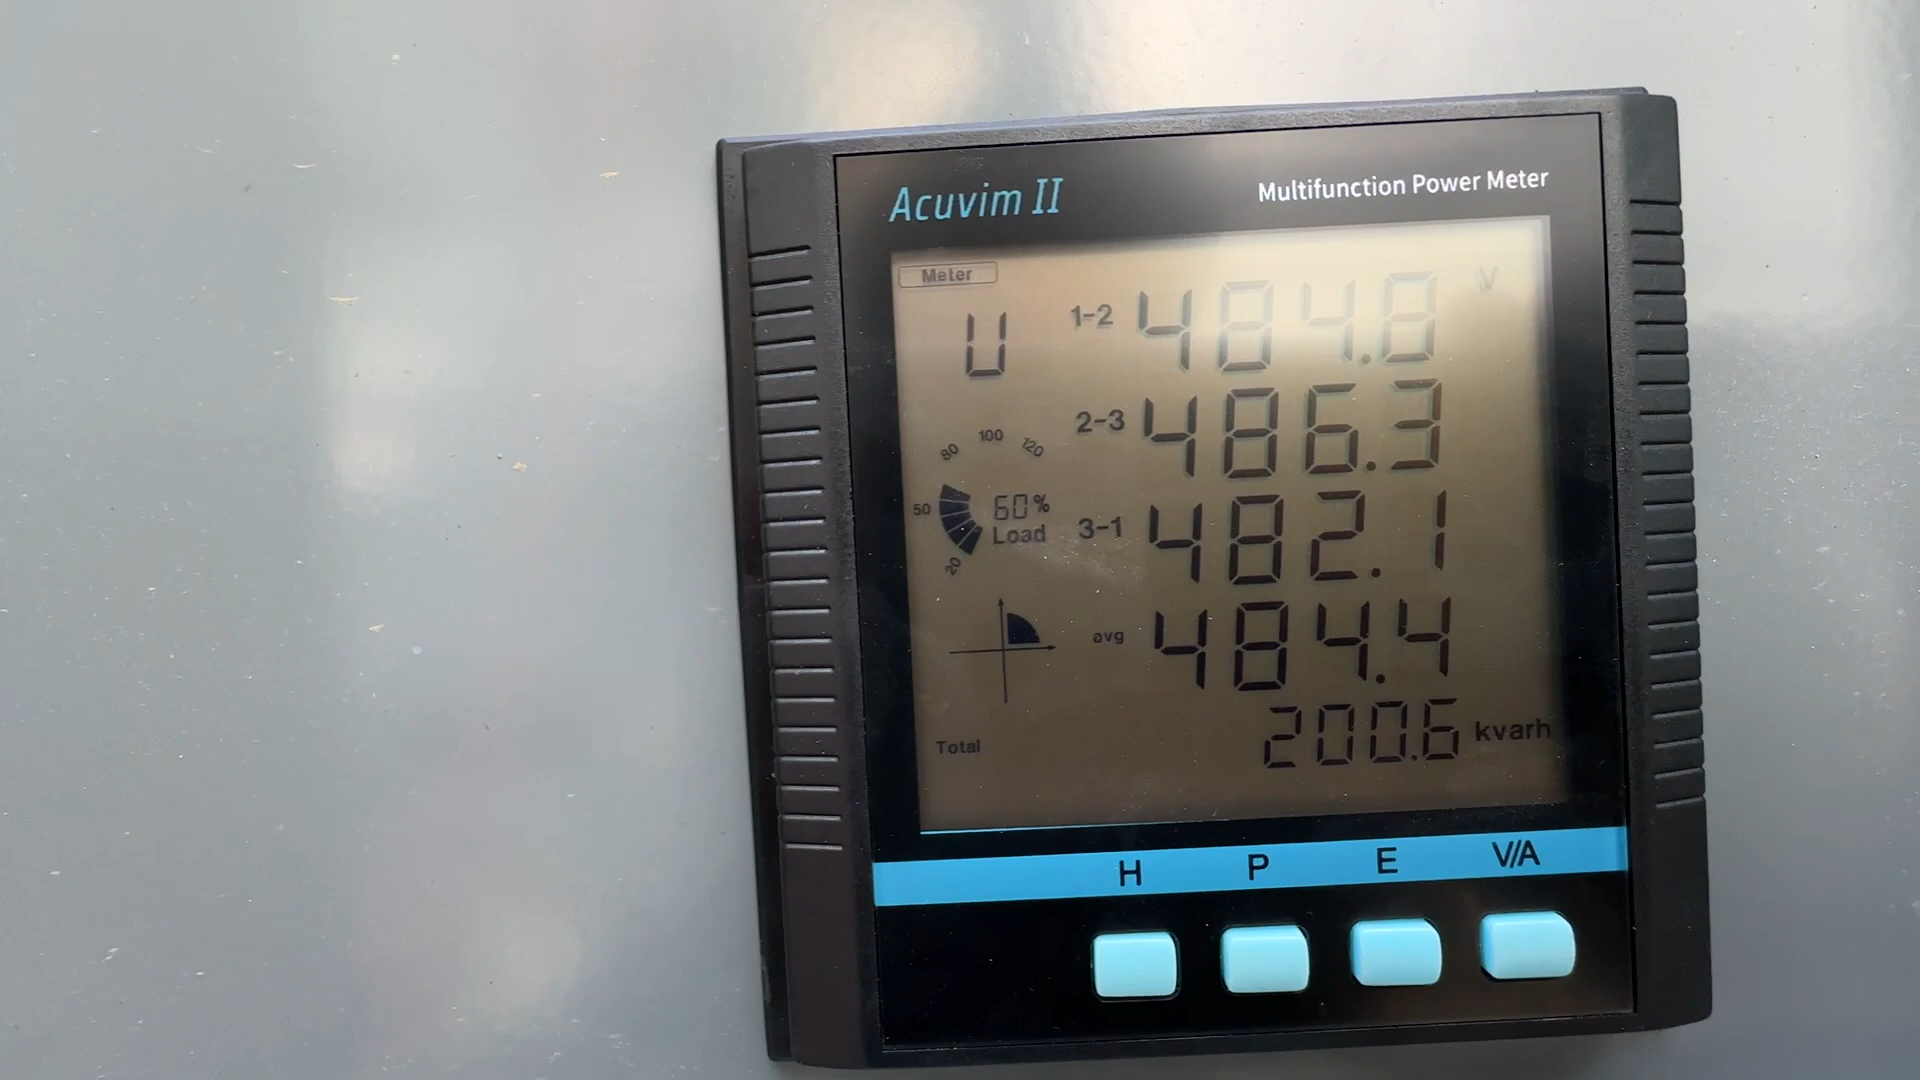 Acuvim II
Multifunction Power Meter
Meter
V
U
1-2 484.8
2-3 486.3
3-1 482.1
avg 484.4
80 100 120
50
60% Load
20
Total 200.6 kvarh
H P E V/A